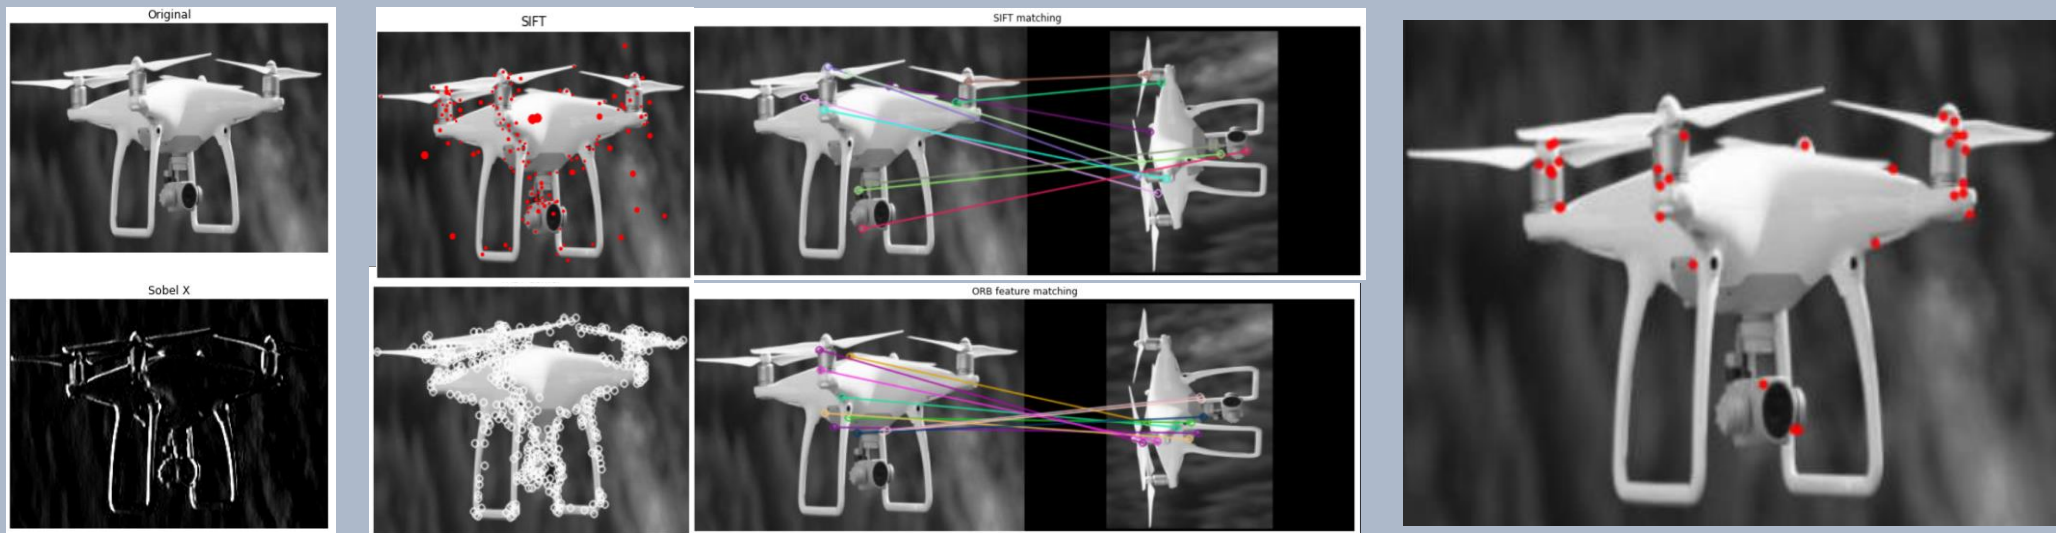 Original
SIFT
SIFT matching
Sobel X
ORB feature matching